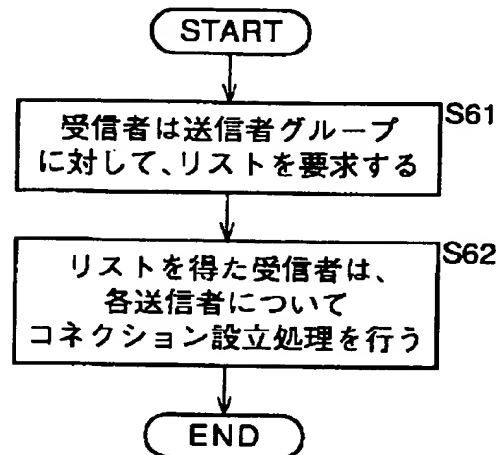 START
S61
受信者は送信者グループ
に対して、リストを要求する
S62
リストを得た受信者は、
各送信者について
コネクション設立処理を行う
END